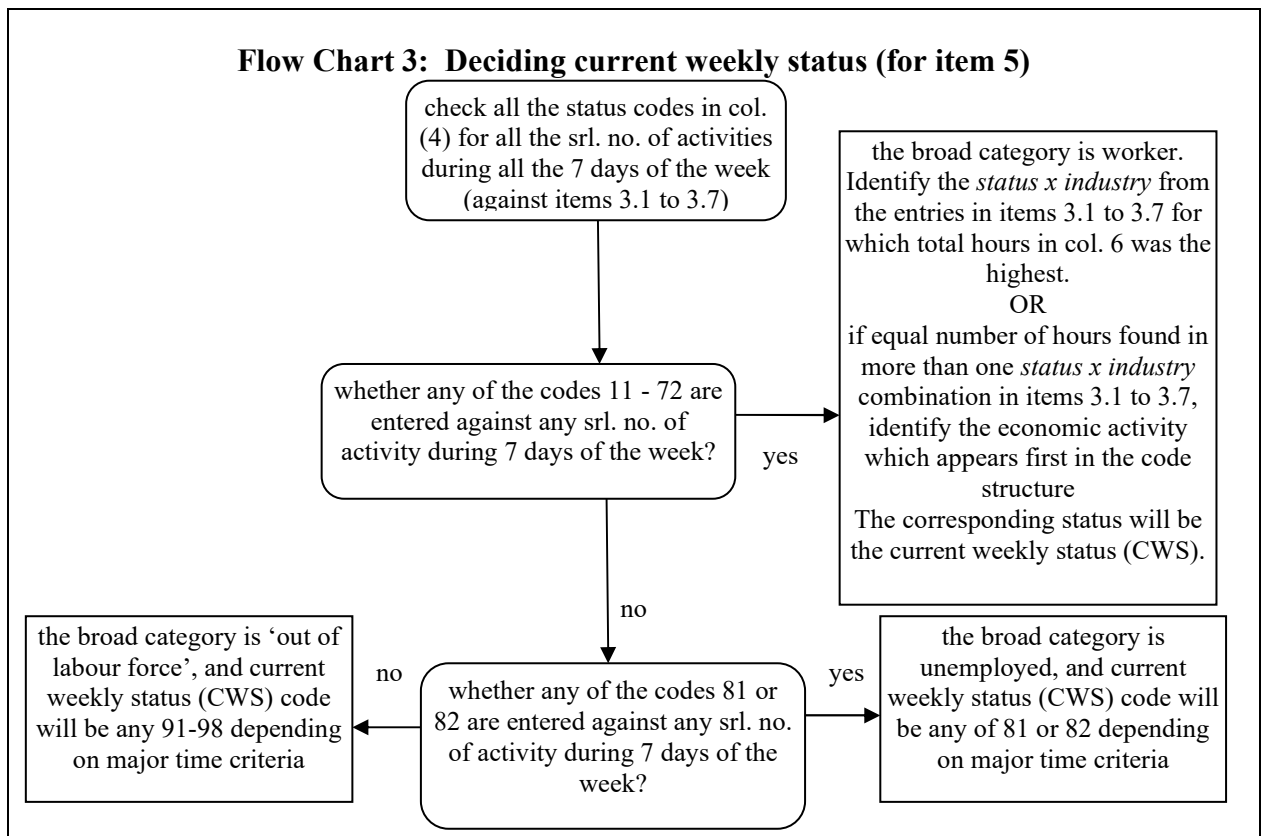 Flow Chart 3: Deciding current weekly status (for item 5)
check all the status codes in col.
(4) for all the srl. no. of activities
during all the 7 days of the week
(against items 3.1 to 3.7)
the broad category is worker.
Identify the status x industry from
the entries in items 3.1 to 3.7 for
which total hours in col. 6 was the
highest.
OR
if equal number of hours found in
more than one status x industry
combination in items 3.1 to 3.7,
identify the economic activity
which appears first in the code
structure
The corresponding status will be
the current weekly status (CWS).
whether any of the codes 11 - 72 are
entered against any srl. no. of
activity during 7 days of the week?
yes
no
the broad category is ‘out of
labour force’, and current
weekly status (CWS) code
will be any 91-98 depending
on major time criteria
no
whether any of the codes 81 or
82 are entered against any srl. no.
of activity during 7 days of the
week?
yes
the broad category is
unemployed, and current
weekly status (CWS) code will
be any of 81 or 82 depending
on major time criteria